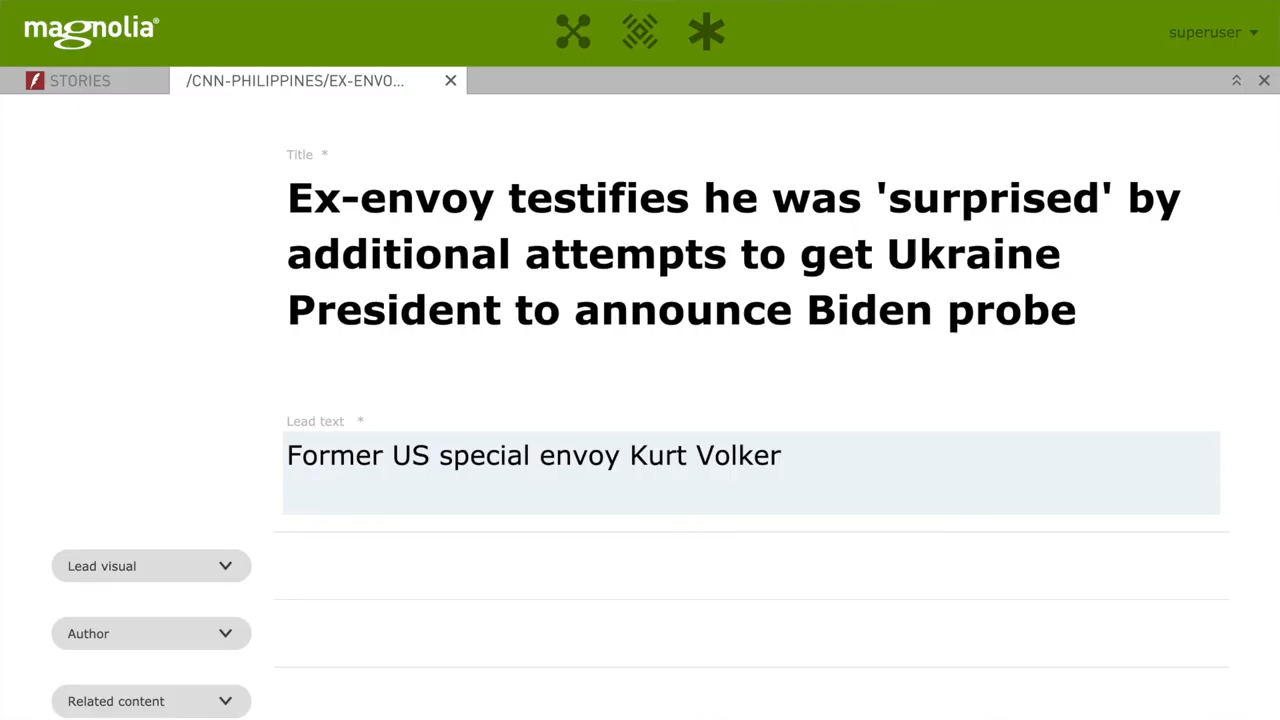 magnolia®
superuser
STORIES
/CNN-PHILIPPINES/EX-ENVO...
Title *
Ex-envoy testifies he was 'surprised' by
additional attempts to get Ukraine
President to announce Biden probe
Lead text *
Former US special envoy Kurt Volker
Lead visual
Author
Related content